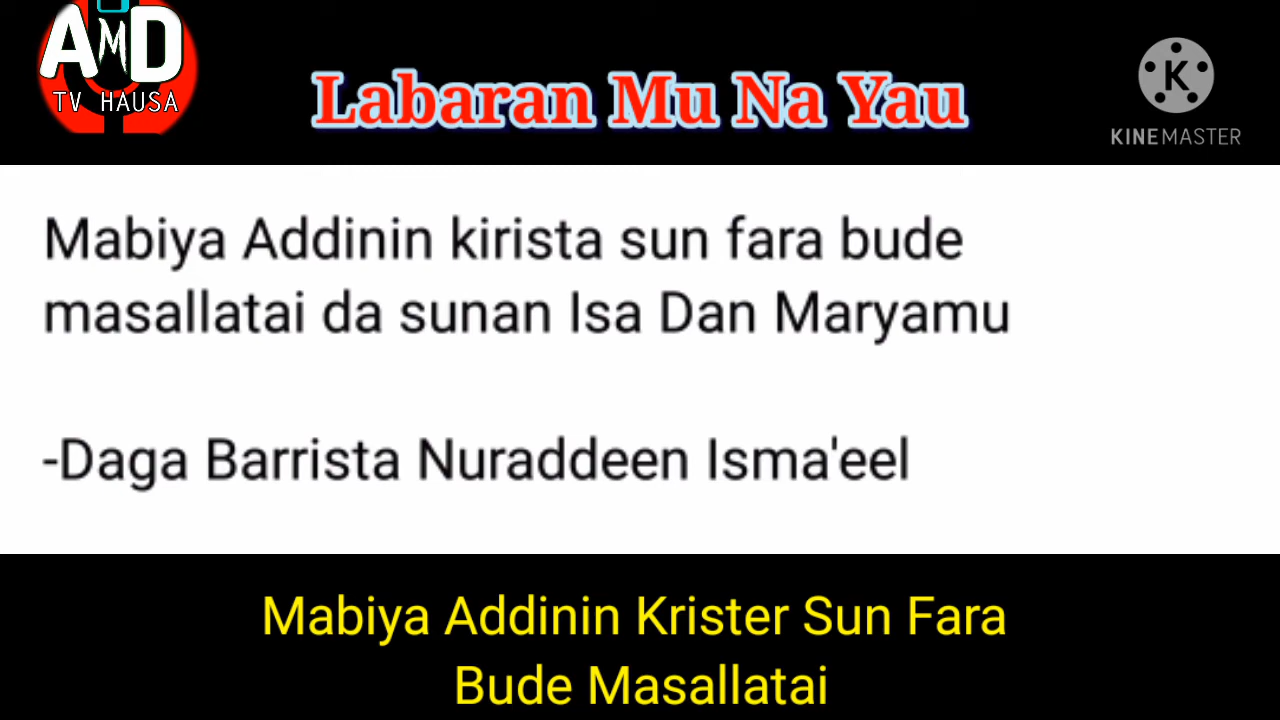 AMD
TV HAUSA
Labaran Mu Na Yau
K
KINEMASTER
Mabiya Addinin kirista sun fara bude
masallatai da sunan Isa Dan Maryamu
-Daga Barrista Nuraddeen Isma'eel
Mabiya Addinin Krister Sun Fara
Bude Masallatai